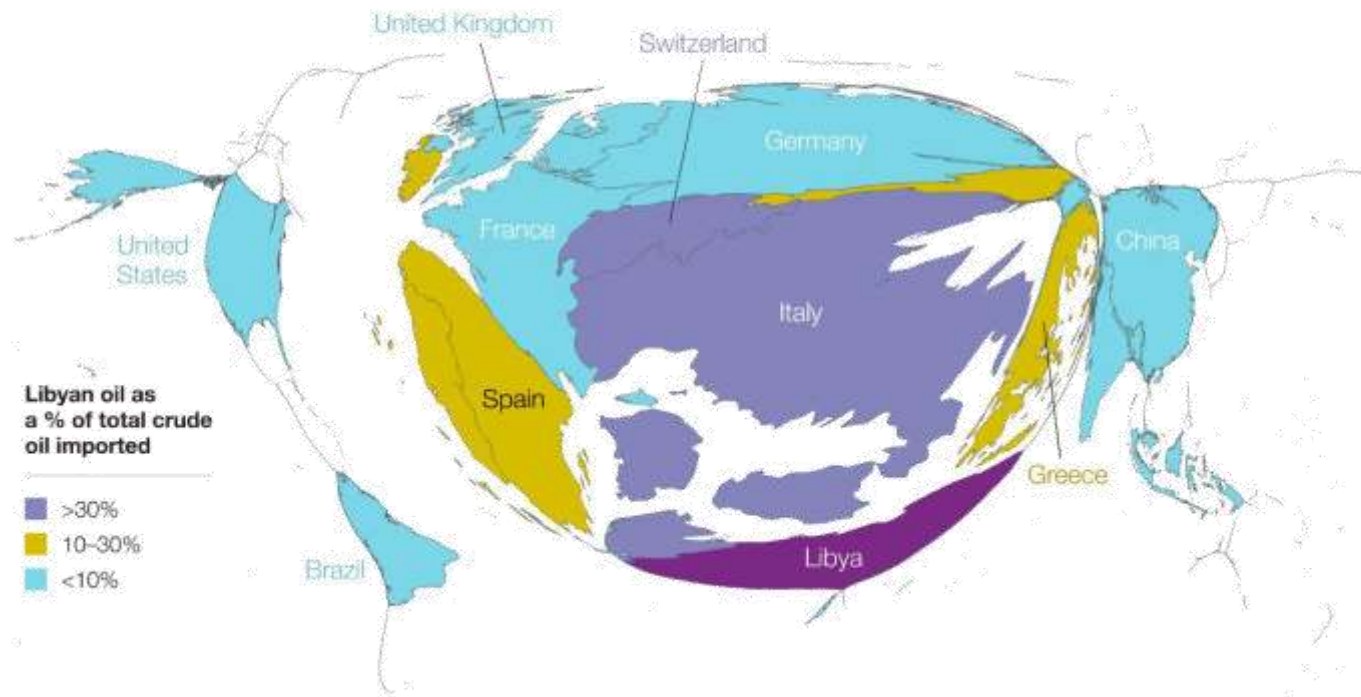 United Kingdom
Switzerland
Germany
France
China
United
States
Italy
Spain
Greece
Libya
Brazil
Libyan oil as
a % of total crude
oil imported
>30%
10–30%
<10%